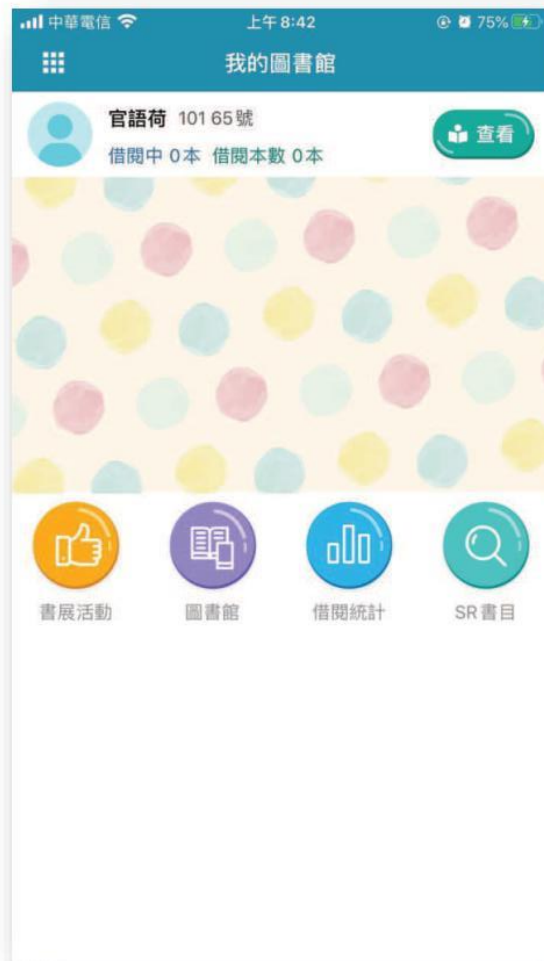 中華電信 上午 8:42 75%
我的圖書館
官語荷 101 65號
借閱中 0本 借閱本數 0本
查看
書展活動 圖書館 借閱統計 SR書目